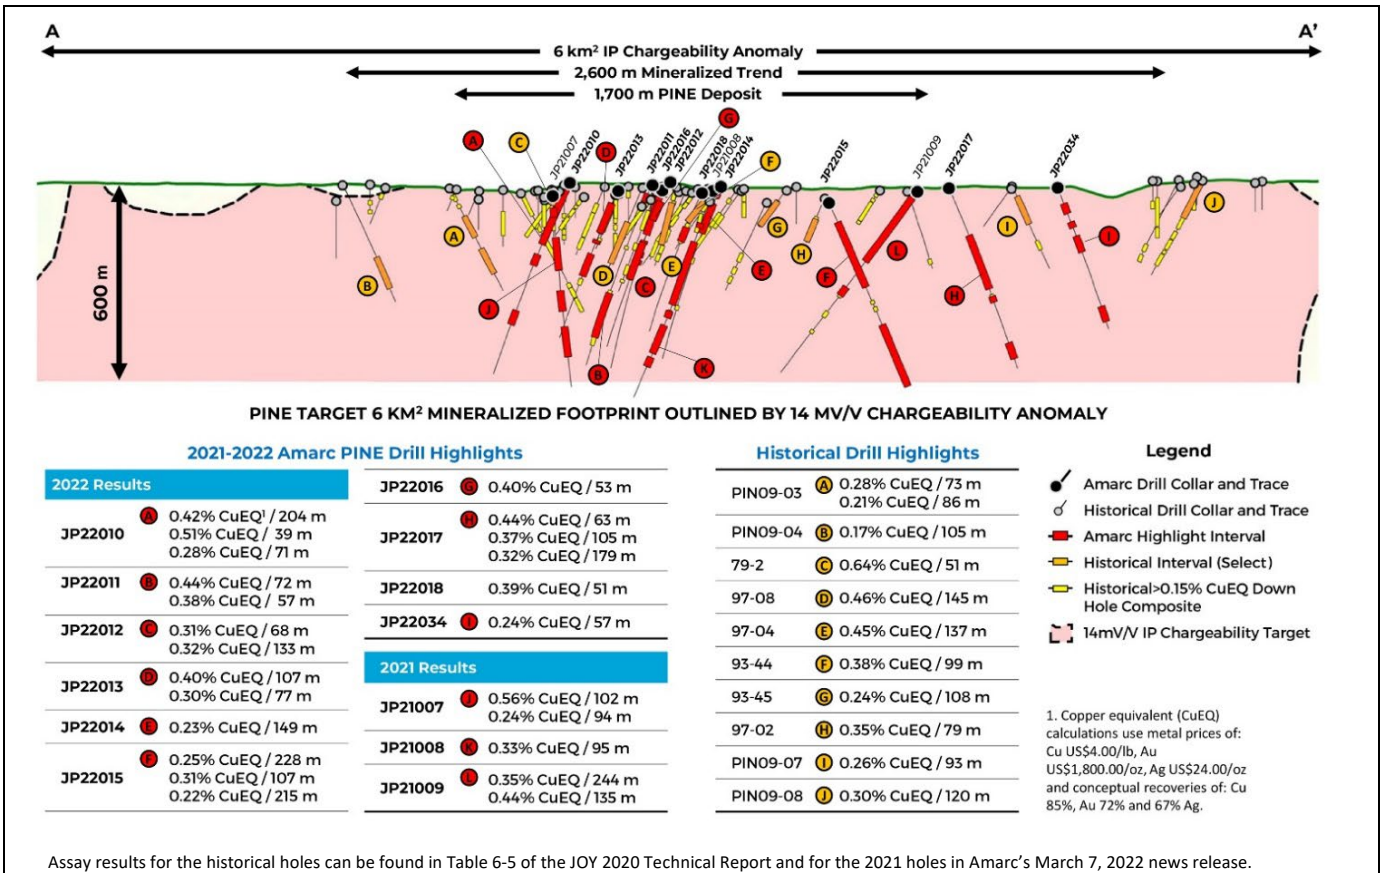 A A'
6 km² IP Chargeability Anomaly
2,600 m Mineralized Trend
1,700 m PINE Deposit
A C JP21007 JP22010 D JP22013 JP22011 JP22016 JP22012 G JP22018 JP21008 JP22014 F JP22015 JP21009 JP22017 JP22034
600 m
B A J D B C E K E G H F L H I I J
PINE TARGET 6 KM² MINERALIZED FOOTPRINT OUTLINED BY 14 MV/V CHARGEABILITY ANOMALY
2021-2022 Amarc PINE Drill Highlights
2022 Results
JP22010 A 0.42% CuEQ¹ / 204 m
0.51% CuEQ / 39 m
0.28% CuEQ / 71 m
JP22011 B 0.44% CuEQ / 72 m
0.38% CuEQ / 57 m
JP22012 C 0.31% CuEQ / 68 m
0.32% CuEQ / 133 m
JP22013 D 0.40% CuEQ / 107 m
0.30% CuEQ / 77 m
JP22014 E 0.23% CuEQ / 149 m
JP22015 F 0.25% CuEQ / 228 m
0.31% CuEQ / 107 m
0.22% CuEQ / 215 m
JP22016 G 0.40% CuEQ / 53 m
JP22017 H 0.44% CuEQ / 63 m
0.37% CuEQ / 105 m
0.32% CuEQ / 179 m
JP22018 0.39% CuEQ / 51 m
JP22034 I 0.24% CuEQ / 57 m
2021 Results
JP21007 J 0.56% CuEQ / 102 m
0.24% CuEQ / 94 m
JP21008 K 0.33% CuEQ / 95 m
JP21009 L 0.35% CuEQ / 244 m
0.44% CuEQ / 135 m
Historical Drill Highlights
PIN09-03 A 0.28% CuEQ / 73 m
0.21% CuEQ / 86 m
PIN09-04 B 0.17% CuEQ / 105 m
79-2 C 0.64% CuEQ / 51 m
97-08 D 0.46% CuEQ / 145 m
97-04 E 0.45% CuEQ / 137 m
93-44 F 0.38% CuEQ / 99 m
93-45 G 0.24% CuEQ / 108 m
97-02 H 0.35% CuEQ / 79 m
PIN09-07 I 0.26% CuEQ / 93 m
PIN09-08 J 0.30% CuEQ / 120 m
Legend
Amarc Drill Collar and Trace
Historical Drill Collar and Trace
Amarc Highlight Interval
Historical Interval (Select)
Historical>0.15% CuEQ Down
Hole Composite
14mV/V IP Chargeability Target
1. Copper equivalent (CuEQ)
calculations use metal prices of:
Cu US$4.00/lb, Au
US$1,800.00/oz, Ag US$24.00/oz
and conceptual recoveries of: Cu
85%, Au 72% and 67% Ag.
Assay results for the historical holes can be found in Table 6-5 of the JOY 2020 Technical Report and for the 2021 holes in Amarc's March 7, 2022 news release.